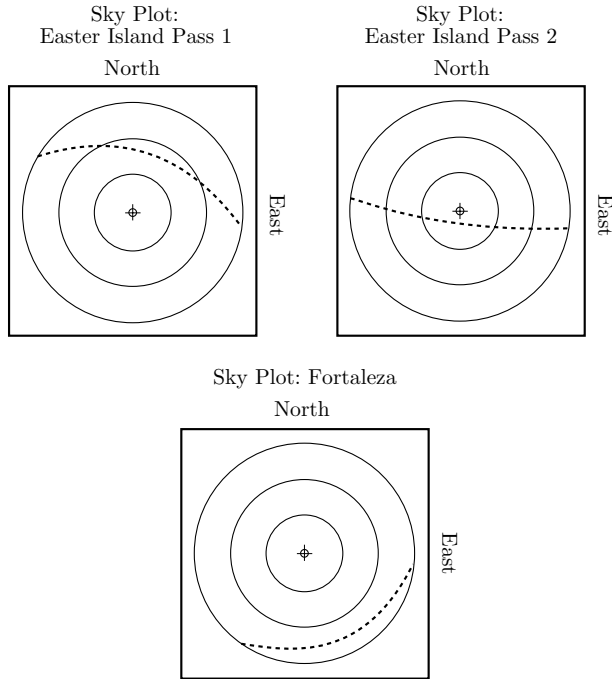 Sky Plot:
Easter Island Pass 1
North
East
Sky Plot:
Easter Island Pass 2
North
East
Sky Plot: Fortaleza
North
East